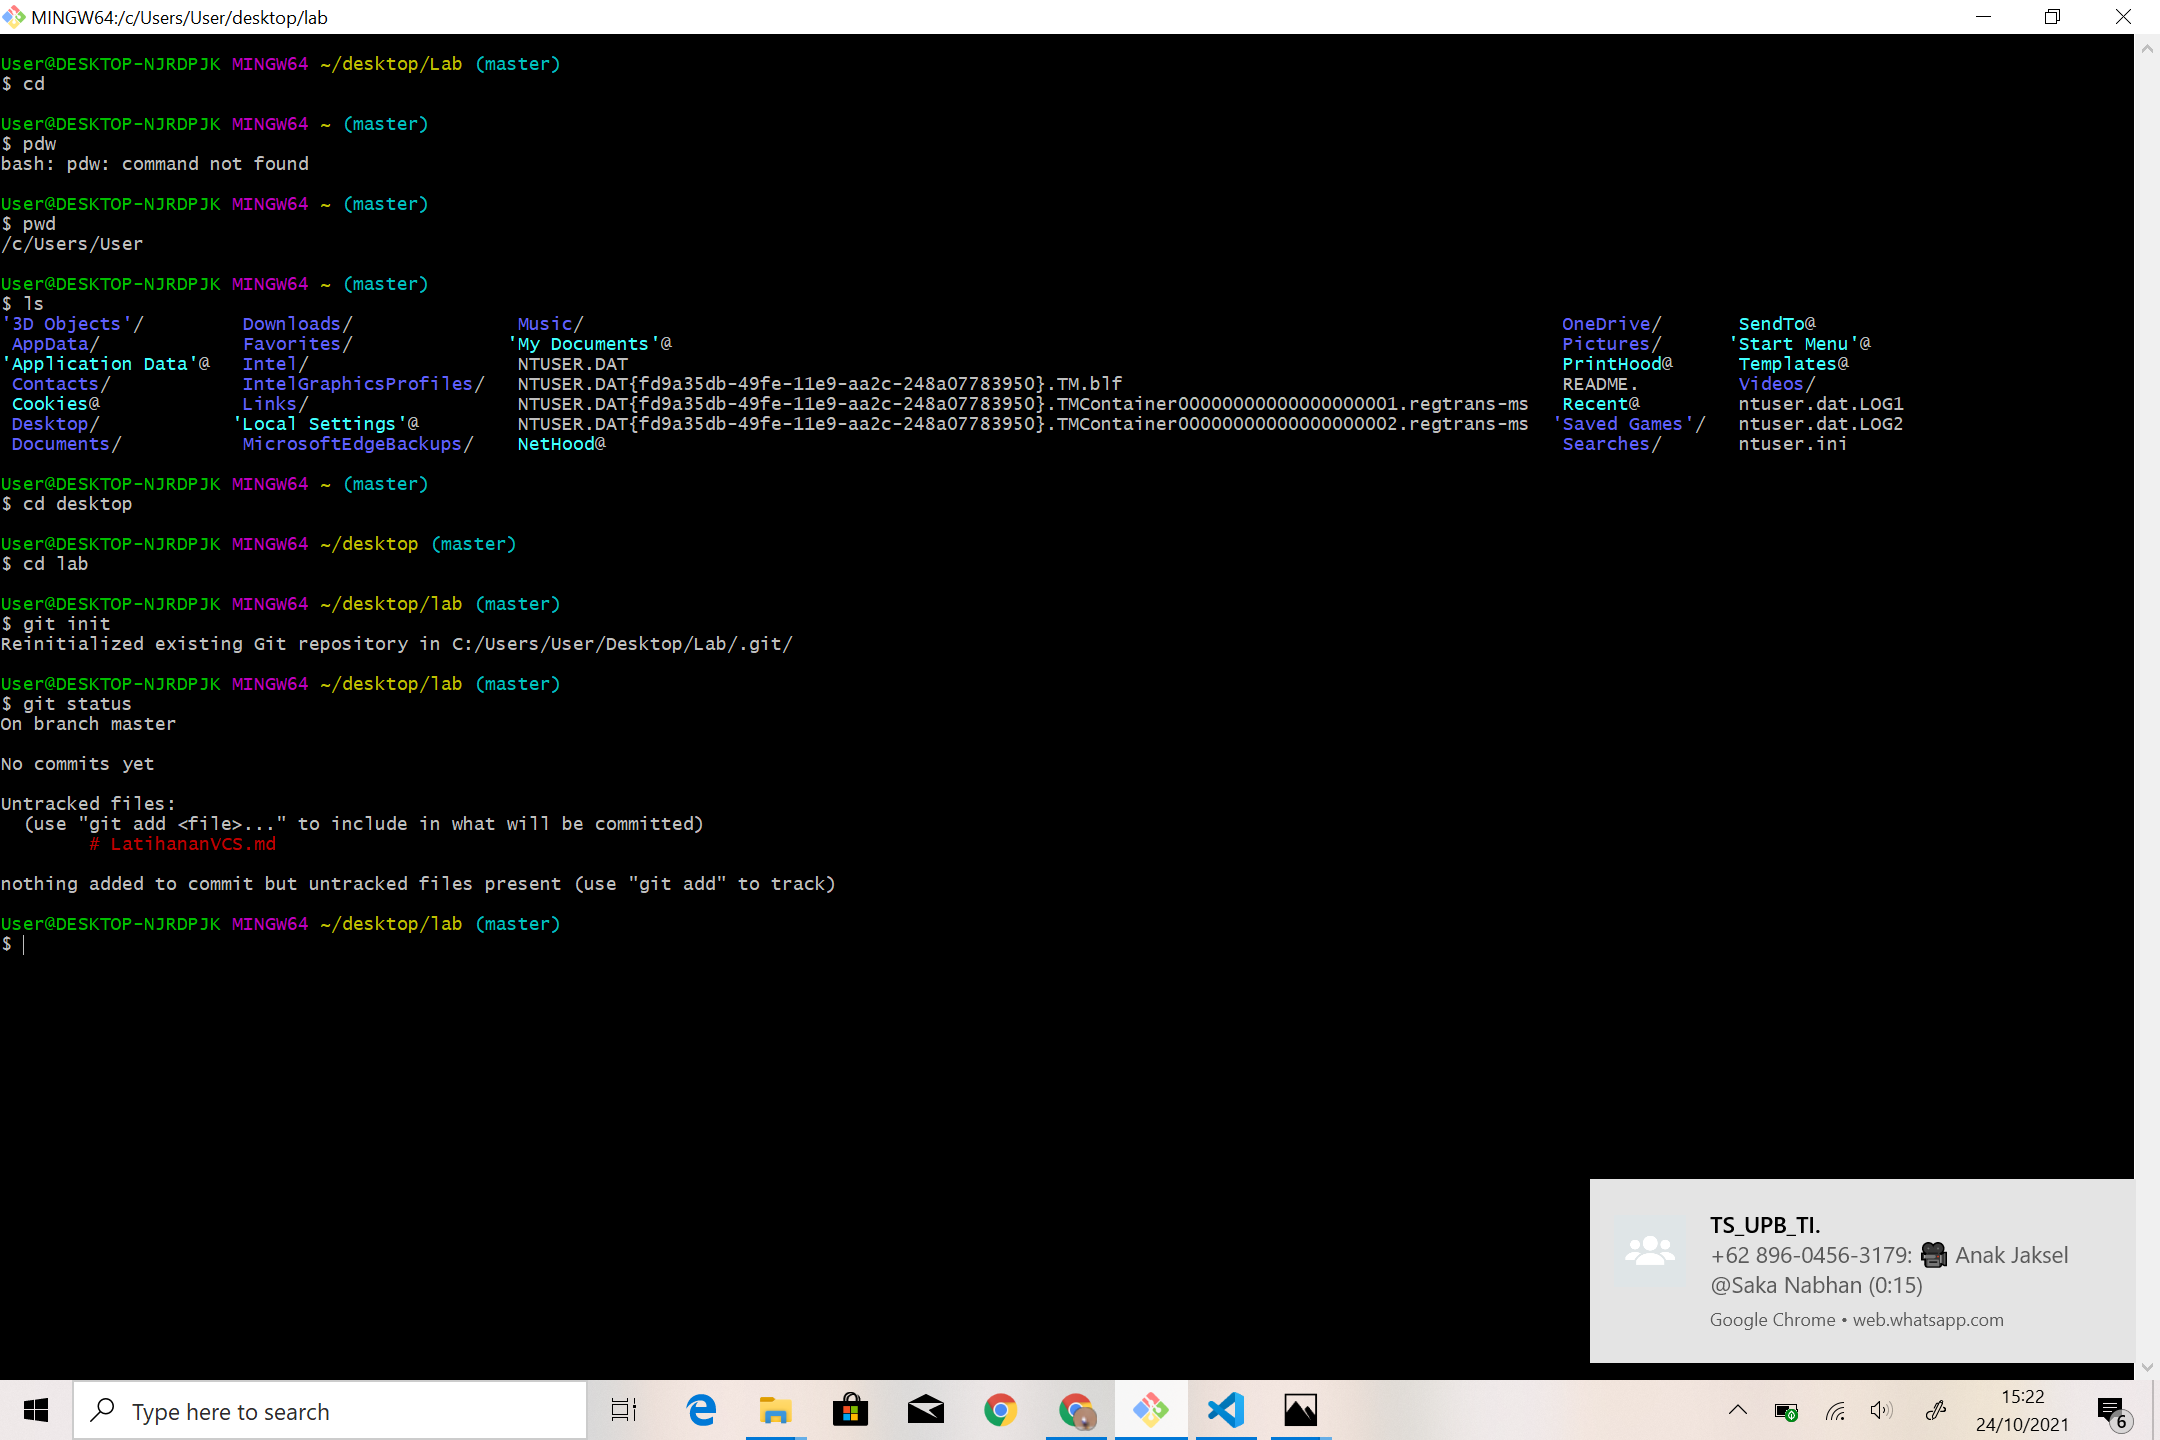 MINGW64:/c/Users/User/desktop/lab
User@DESKTOP-NJRDPJK MINGW64 ~/desktop/Lab (master)
$ cd
User@DESKTOP-NJRDPJK MINGW64 ~ (master)
$ pdw
bash: pdw: command not found
User@DESKTOP-NJRDPJK MINGW64 ~ (master)
$ pwd
/c/Users/User
User@DESKTOP-NJRDPJK MINGW64 ~ (master)
$ ls
'3D Objects'/ Downloads/ Music/ OneDrive/ SendTo@
AppData/ Favorites/ 'My Documents'@ Pictures/ 'Start Menu'@
'Application Data'@ Intel/ NTUSER.DAT PrintHood@ Templates@
Contacts/ IntelGraphicsProfiles/ NTUSER.DAT{fd9a35db-49fe-11e9-aa2c-248a07783950}.TM.blf README. Videos/
Cookies@ Links/ NTUSER.DAT{fd9a35db-49fe-11e9-aa2c-248a07783950}.TMContainer00000000000000000001.regtrans-ms Recent@ ntuser.dat.LOG1
Desktop/ 'Local Settings'@ NTUSER.DAT{fd9a35db-49fe-11e9-aa2c-248a07783950}.TMContainer00000000000000000002.regtrans-ms 'Saved Games'/ ntuser.dat.LOG2
Documents/ MicrosoftEdgeBackups/ NetHood@ Searches/ ntuser.ini
User@DESKTOP-NJRDPJK MINGW64 ~ (master)
$ cd desktop
User@DESKTOP-NJRDPJK MINGW64 ~/desktop (master)
$ cd lab
User@DESKTOP-NJRDPJK MINGW64 ~/desktop/lab (master)
$ git init
Reinitialized existing Git repository in C:/Users/User/Desktop/Lab/.git/
User@DESKTOP-NJRDPJK MINGW64 ~/desktop/lab (master)
$ git status
On branch master
No commits yet
Untracked files:
(use "git add <file>..." to include in what will be committed)
# LatihananVCS.md
nothing added to commit but untracked files present (use "git add" to track)
User@DESKTOP-NJRDPJK MINGW64 ~/desktop/lab (master)
$
TS_UPB_TI.
+62 896-0456-3179: 🎥 Anak Jaksel
@Saka Nabhan (0:15)
Google Chrome • web.whatsapp.com
Type here to search
15:22
24/10/2021
6